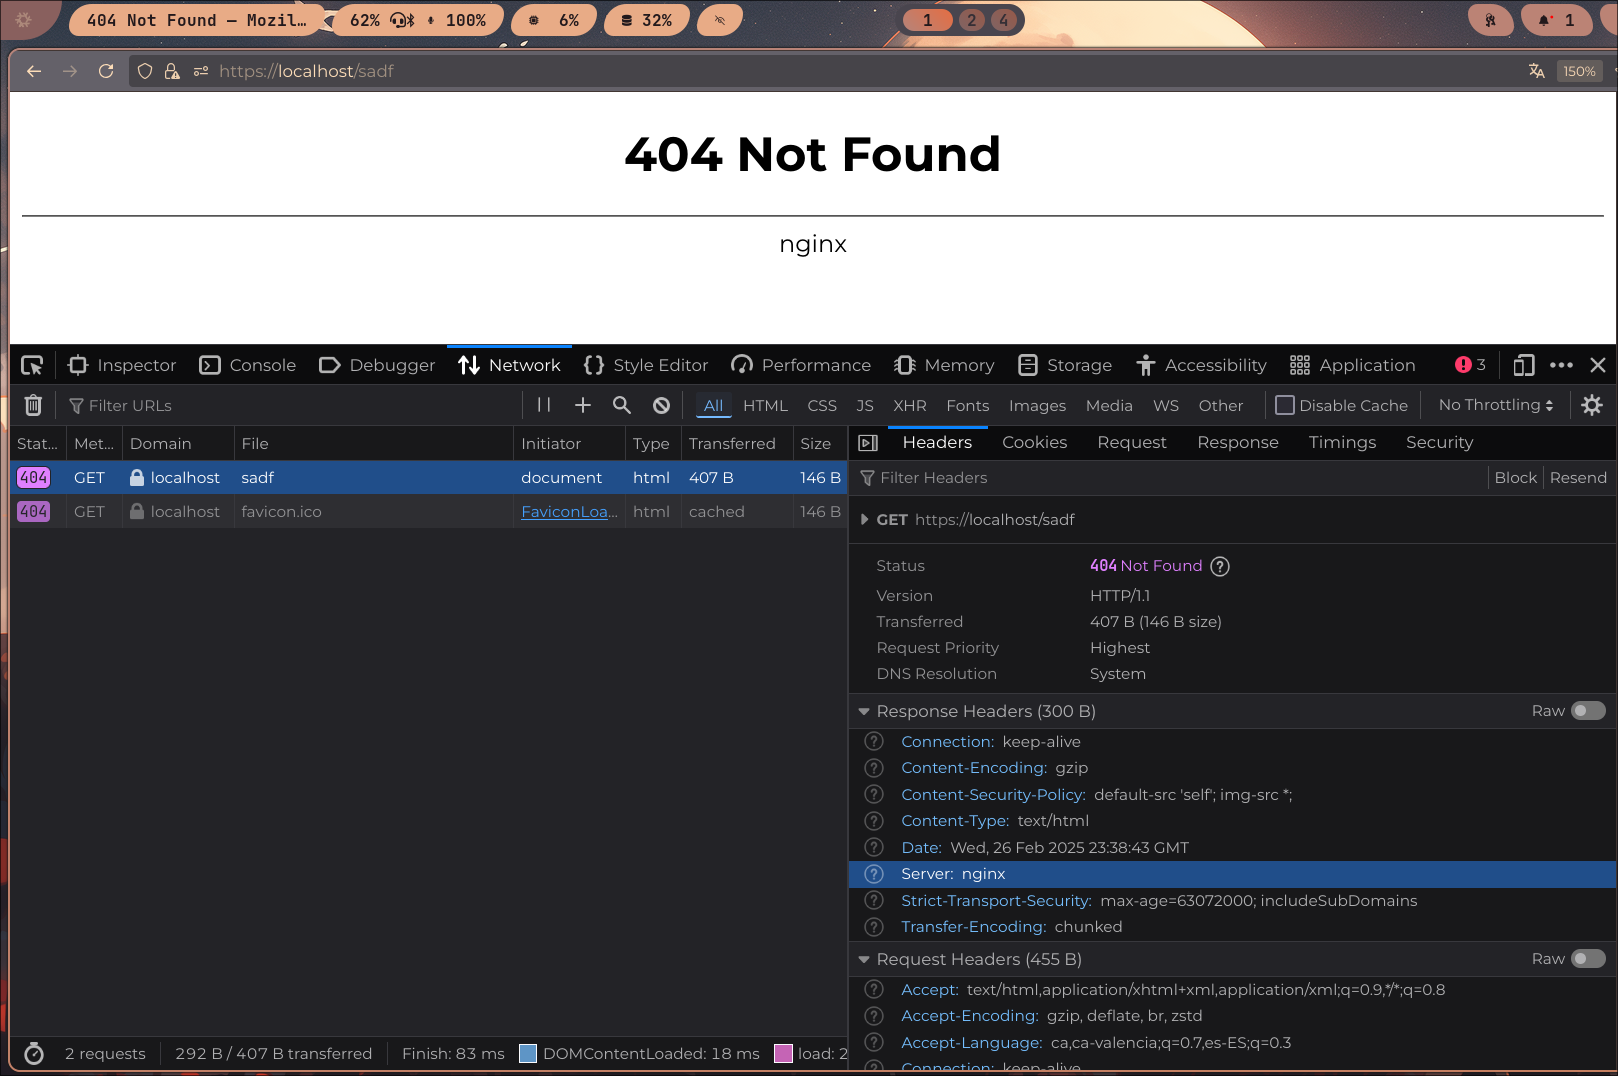 404 Not Found — Mozil… 62% 100% 6% 32% 1 2 4 1
https://localhost/sadf 150%
404 Not Found
nginx
Inspector Console Debugger Network Style Editor Performance Memory Storage Accessibility Application 3
Filter URLs All HTML CSS JS XHR Fonts Images Media WS Other Disable Cache No Throttling
Stat… Met… Domain File Initiator Type Transferred Size
404 GET localhost sadf document html 407 B 146 B
404 GET localhost favicon.ico FaviconLoa… html cached 146 B
Headers Cookies Request Response Timings Security
Filter Headers Block Resend
GET https://localhost/sadf
Status 404 Not Found
Version HTTP/1.1
Transferred 407 B (146 B size)
Request Priority Highest
DNS Resolution System
Response Headers (300 B) Raw
Connection: keep-alive
Content-Encoding: gzip
Content-Security-Policy: default-src 'self'; img-src *;
Content-Type: text/html
Date: Wed, 26 Feb 2025 23:38:43 GMT
Server: nginx
Strict-Transport-Security: max-age=63072000; includeSubDomains
Transfer-Encoding: chunked
Request Headers (455 B) Raw
Accept: text/html,application/xhtml+xml,application/xml;q=0.9,*/*;q=0.8
Accept-Encoding: gzip, deflate, br, zstd
Accept-Language: ca,ca-valencia;q=0.7,es-ES;q=0.3
Connection: keep-alive
2 requests 292 B / 407 B transferred Finish: 83 ms DOMContentLoaded: 18 ms load: 2